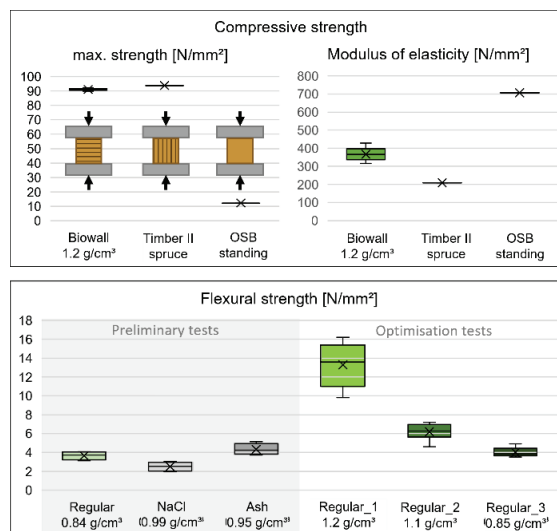 Compressive strength
max. strength [N/mm²]
Modulus of elasticity [N/mm²]
100
90
80
70
60
50
40
30
20
10
0
Biowall
1.2 g/cm³
Timber II
spruce
OSB
standing
800
700
600
500
400
300
200
100
0
Biowall
1.2 g/cm³
Timber II
spruce
OSB
standing
Flexural strength [N/mm²]
Preliminary tests
Optimisation tests
18
16
14
12
10
8
6
4
2
0
Regular
0.84 g/cm³
NaCl
0.99 g/cm³
Ash
0.95 g/cm³
Regular_1
1.2 g/cm³
Regular_2
1.1 g/cm³
Regular_3
0.85 g/cm³